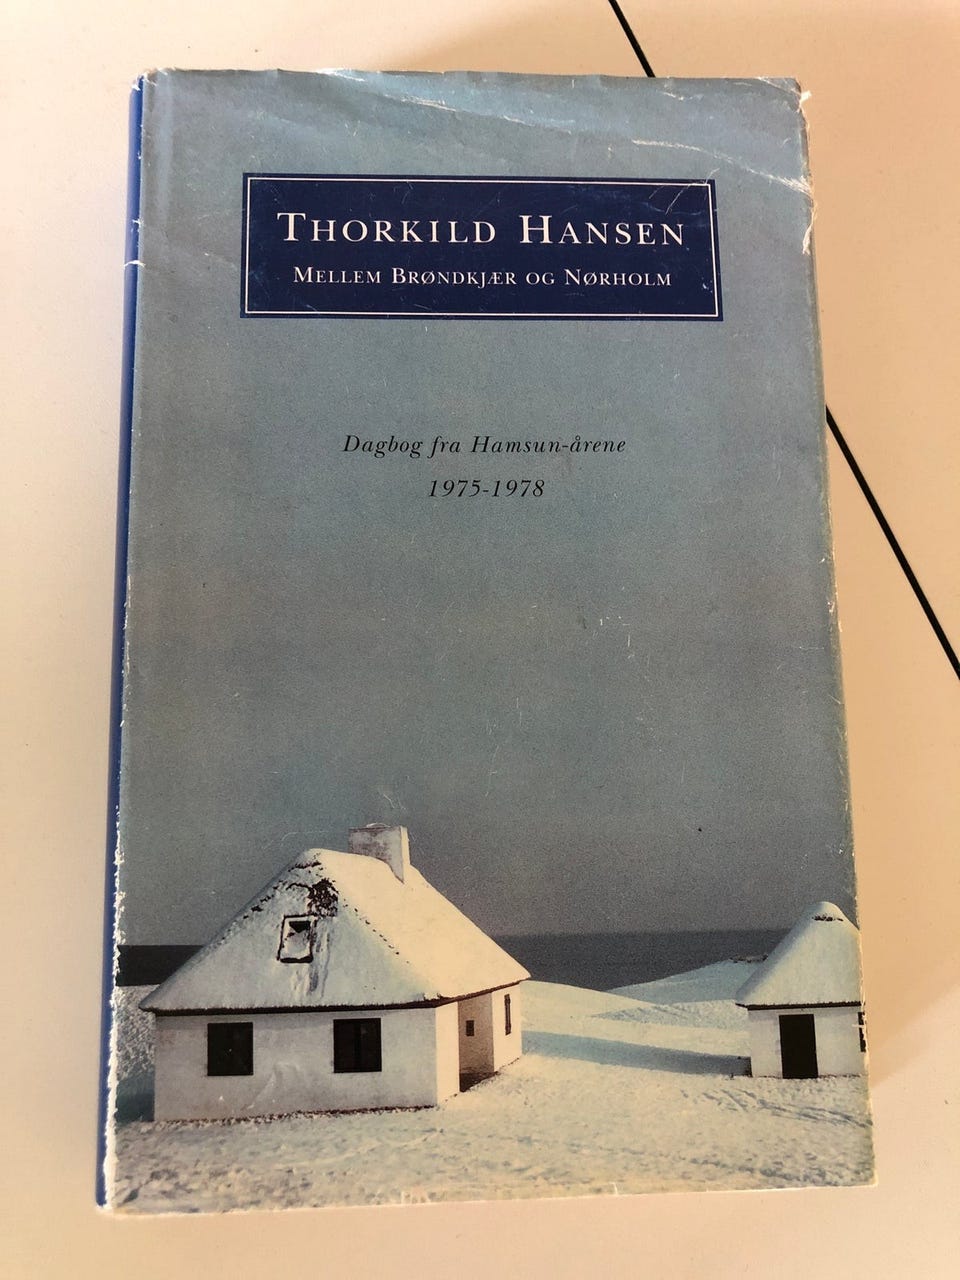 THORKILD HANSEN
MELLEM BRØNDKJÆR OG NØRHOLM
Dagbog fra Hamsun-årene
1975-1978